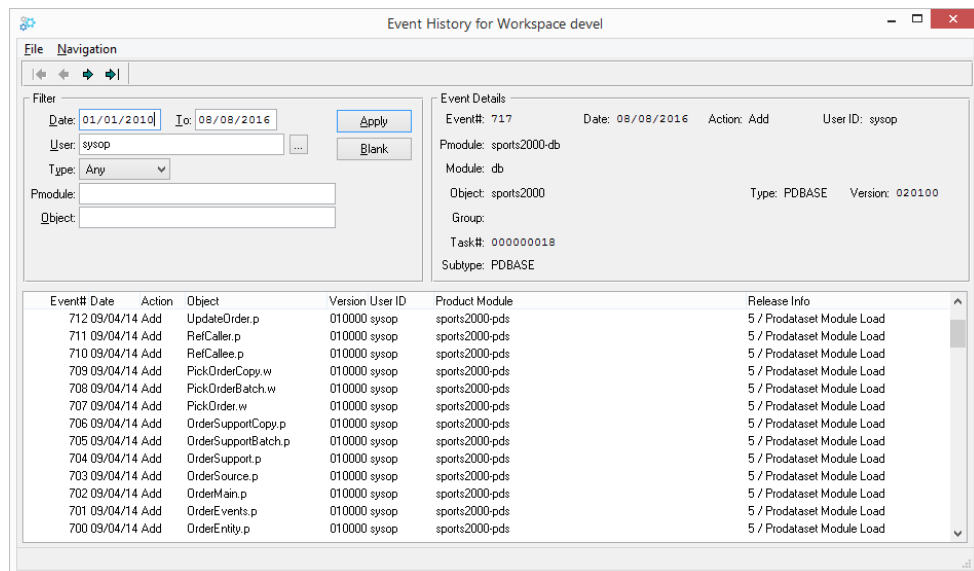 Event History for Workspace devel
File Navigation
Filter
Date: 01/01/2010 To: 08/08/2016 Apply
User: sysop ... Blank
Type: Any
Pmodule:
Object:
Event Details
Event#: 717 Date: 08/08/2016 Action: Add User ID: sysop
Pmodule: sports2000-db
Module: db
Object: sports2000 Type: PDBASE Version: 020100
Group:
Task#: 000000018
Subtype: PDBASE
Event# Date Action Object Version User ID Product Module Release Info
712 09/04/14 Add UpdateOrder.p 010000 sysop sports2000-pds 5 / Prodataset Module Load
711 09/04/14 Add RefCaller.p 010000 sysop sports2000-pds 5 / Prodataset Module Load
710 09/04/14 Add RefCallee.p 010000 sysop sports2000-pds 5 / Prodataset Module Load
709 09/04/14 Add PickOrderCopy.w 010000 sysop sports2000-pds 5 / Prodataset Module Load
708 09/04/14 Add PickOrderBatch.w 010000 sysop sports2000-pds 5 / Prodataset Module Load
707 09/04/14 Add PickOrder.w 010000 sysop sports2000-pds 5 / Prodataset Module Load
706 09/04/14 Add OrderSupportCopy.p 010000 sysop sports2000-pds 5 / Prodataset Module Load
705 09/04/14 Add OrderSupportBatch.p 010000 sysop sports2000-pds 5 / Prodataset Module Load
704 09/04/14 Add OrderSupport.p 010000 sysop sports2000-pds 5 / Prodataset Module Load
703 09/04/14 Add OrderSource.p 010000 sysop sports2000-pds 5 / Prodataset Module Load
702 09/04/14 Add OrderMain.p 010000 sysop sports2000-pds 5 / Prodataset Module Load
701 09/04/14 Add OrderEvents.p 010000 sysop sports2000-pds 5 / Prodataset Module Load
700 09/04/14 Add OrderEntity.p 010000 sysop sports2000-pds 5 / Prodataset Module Load